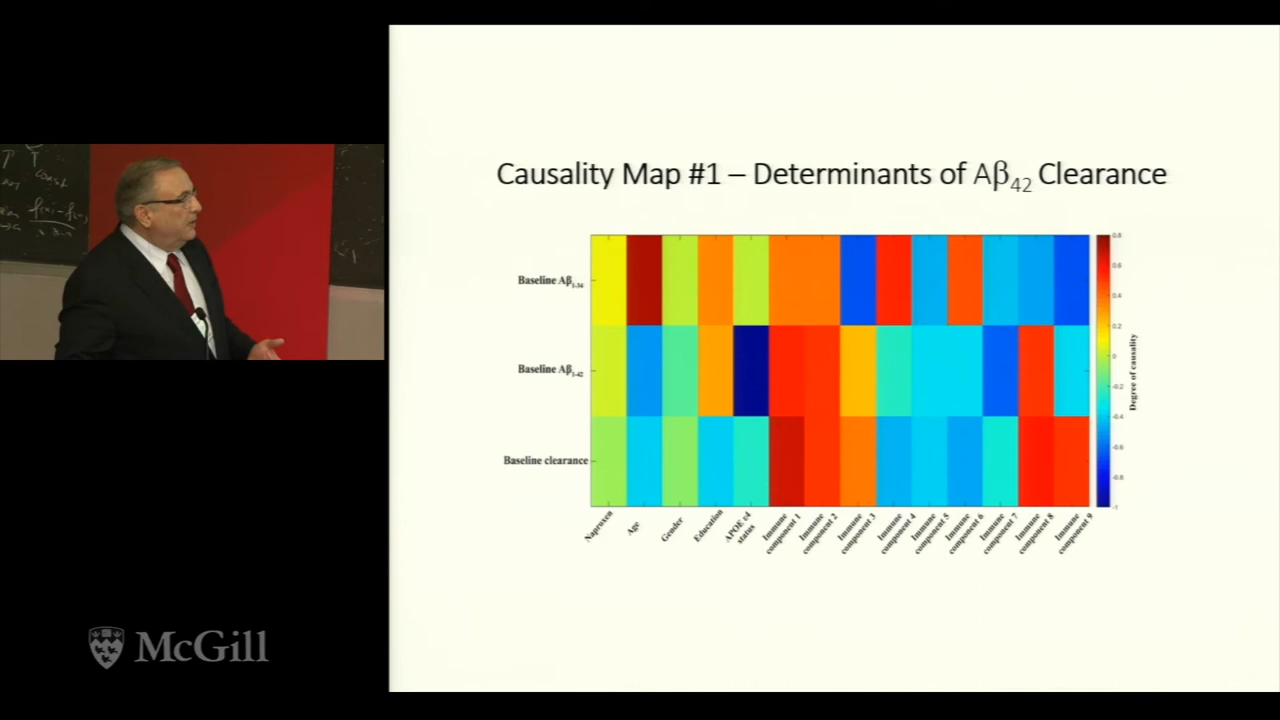 Causality Map #1 – Determinants of Aβ42 Clearance
Baseline Aβ1-34
Baseline Aβ1-42
Baseline clearance
Naproxen
Age
Gender
Education
APOE ε4
status
Immune
component 1
Immune
component 2
Immune
component 3
Immune
component 4
Immune
component 5
Immune
component 6
Immune
component 7
Immune
component 8
Immune
component 9
0.8
0.6
0.4
0.2
0
-0.2
-0.4
-0.6
-0.8
-1
Degree of causality
McGill